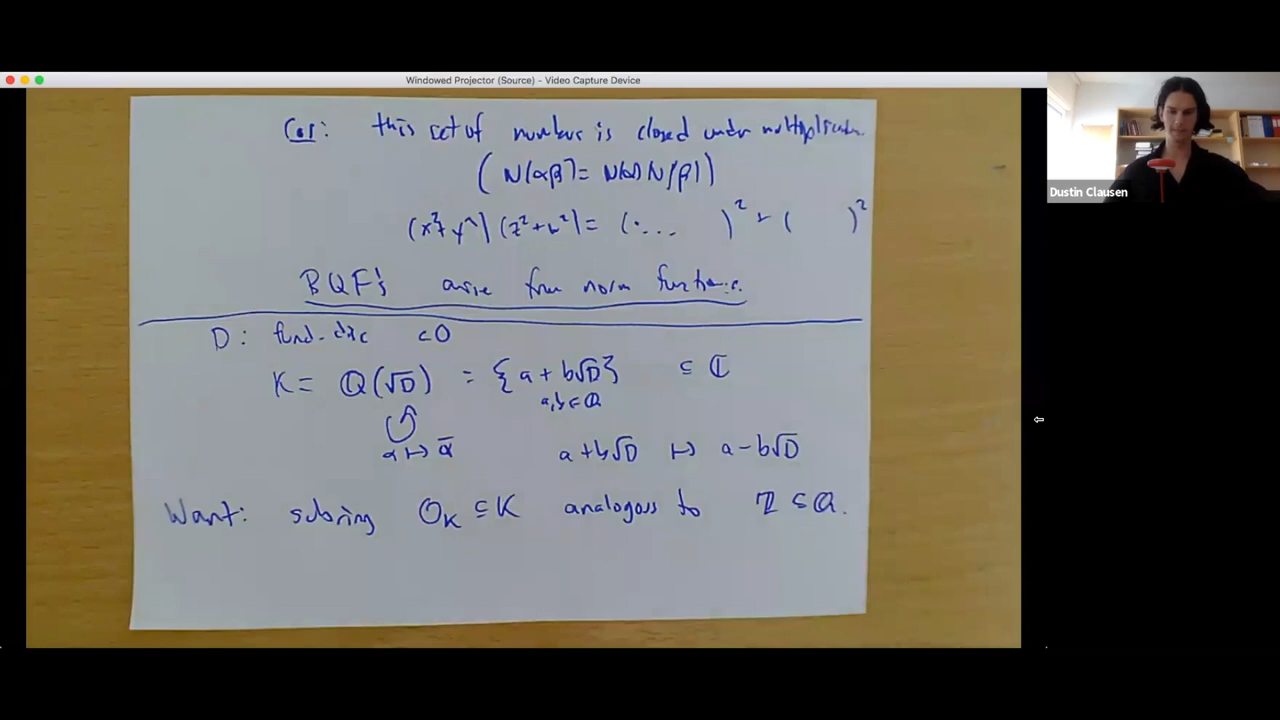 Windowed Projector (Source) - Video Capture Device
Dustin Clausen
Cor: this set of numbers is closed under multiplication.
(N(αβ) = N(α)N(β))
(x²+y²)(z²+w²) = (.... )² + ( )²
BQF's arise from norm functions.
D: fund. disc <0
K = ℚ(√D) = {a + b√D} ⊆ ℂ
a,b ∈ ℚ
α ↦ ᾱ a + b√D ↦ a - b√D
Want: subring O_K ⊆ K analogous to ℤ ⊆ ℚ.